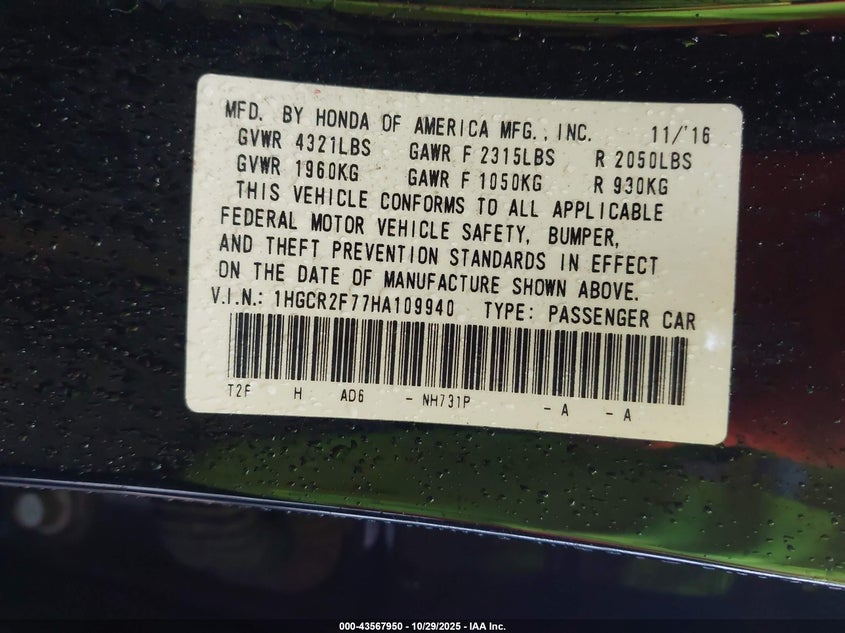 MFD. BY HONDA OF AMERICA MFG., INC. 11/'16
GVWR 4321LBS GAWR F 2315LBS R 2050LBS
GVWR 1960KG GAWR F 1050KG R 930KG
THIS VEHICLE CONFORMS TO ALL APPLICABLE
FEDERAL MOTOR VEHICLE SAFETY, BUMPER,
AND THEFT PREVENTION STANDARDS IN EFFECT
ON THE DATE OF MANUFACTURE SHOWN ABOVE.
V.I.N.: 1HGCR2F77HA109940 TYPE: PASSENGER CAR
T2F H AD6 - NH731P - A - A
000-43567950 - 10/29/2025 - IAA Inc.